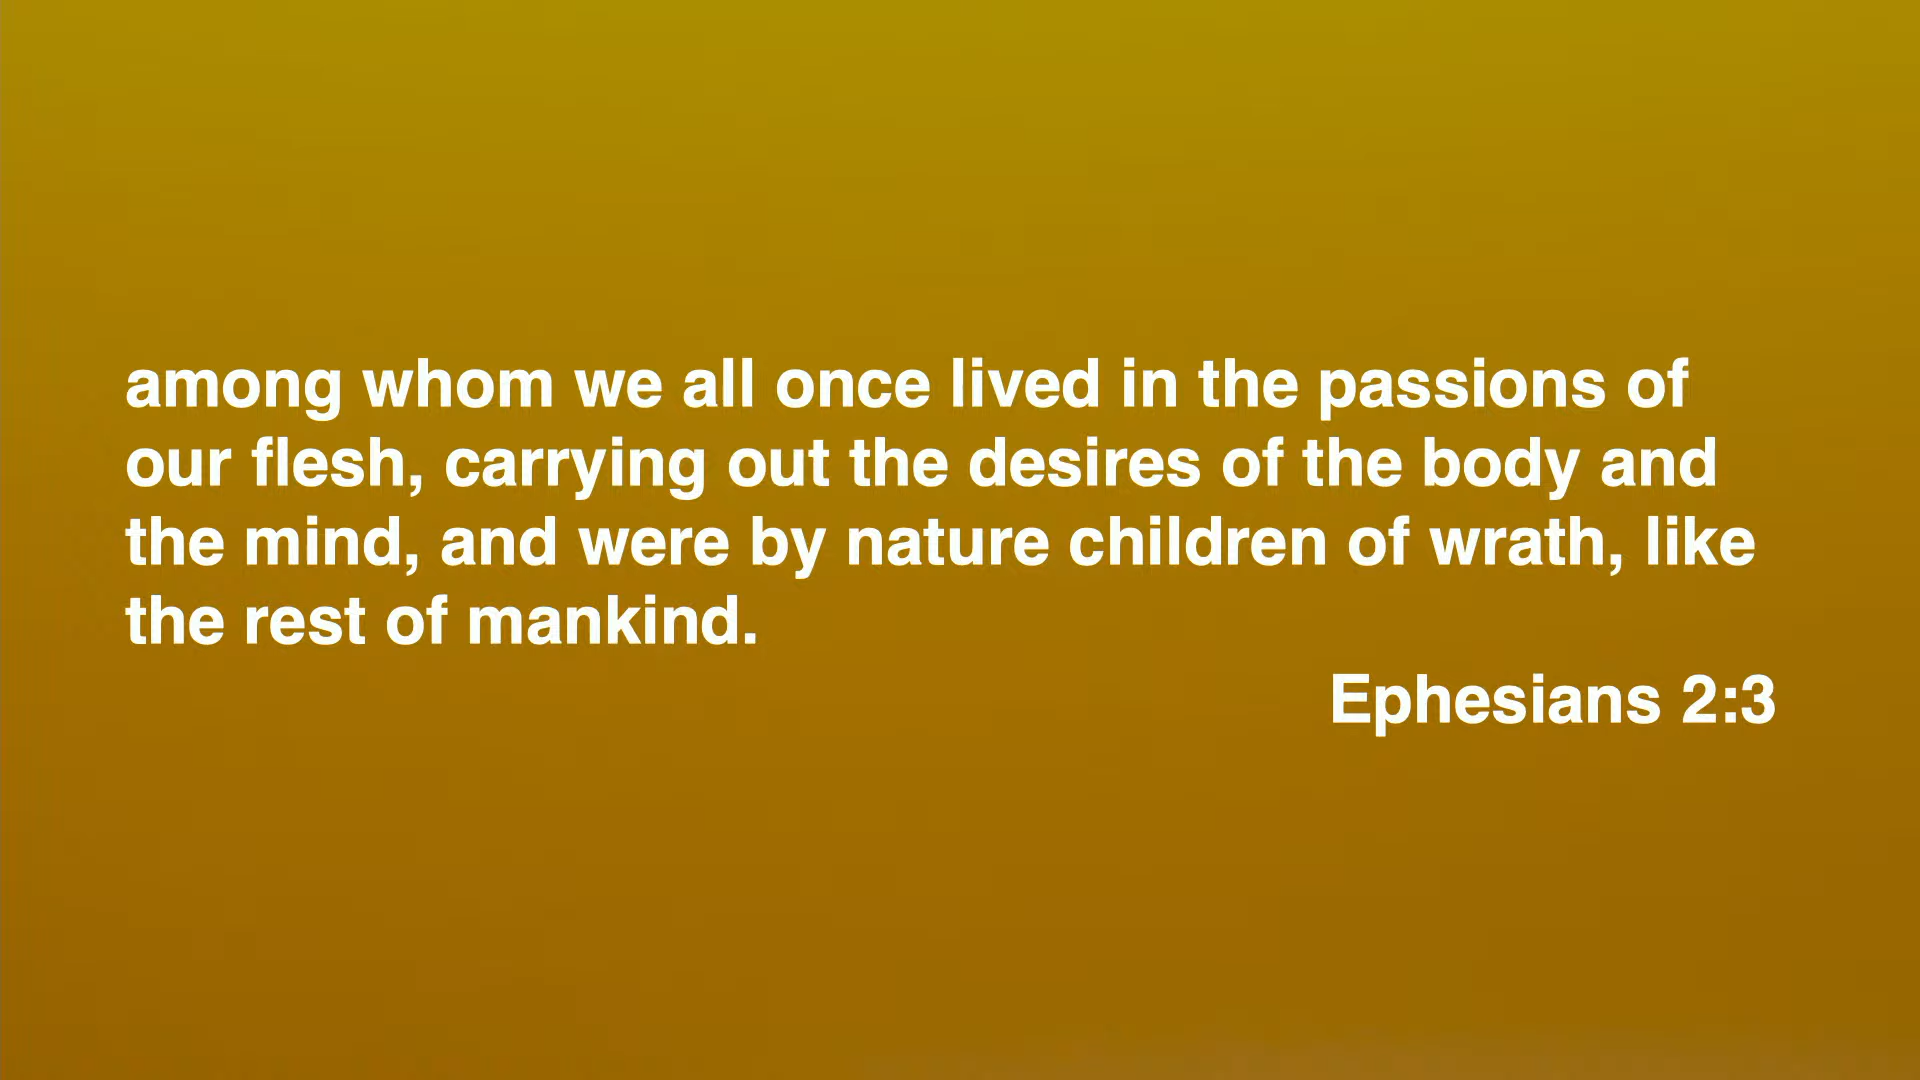 among whom we all once lived in the passions of
our flesh, carrying out the desires of the body and
the mind, and were by nature children of wrath, like
the rest of mankind.
Ephesians 2:3